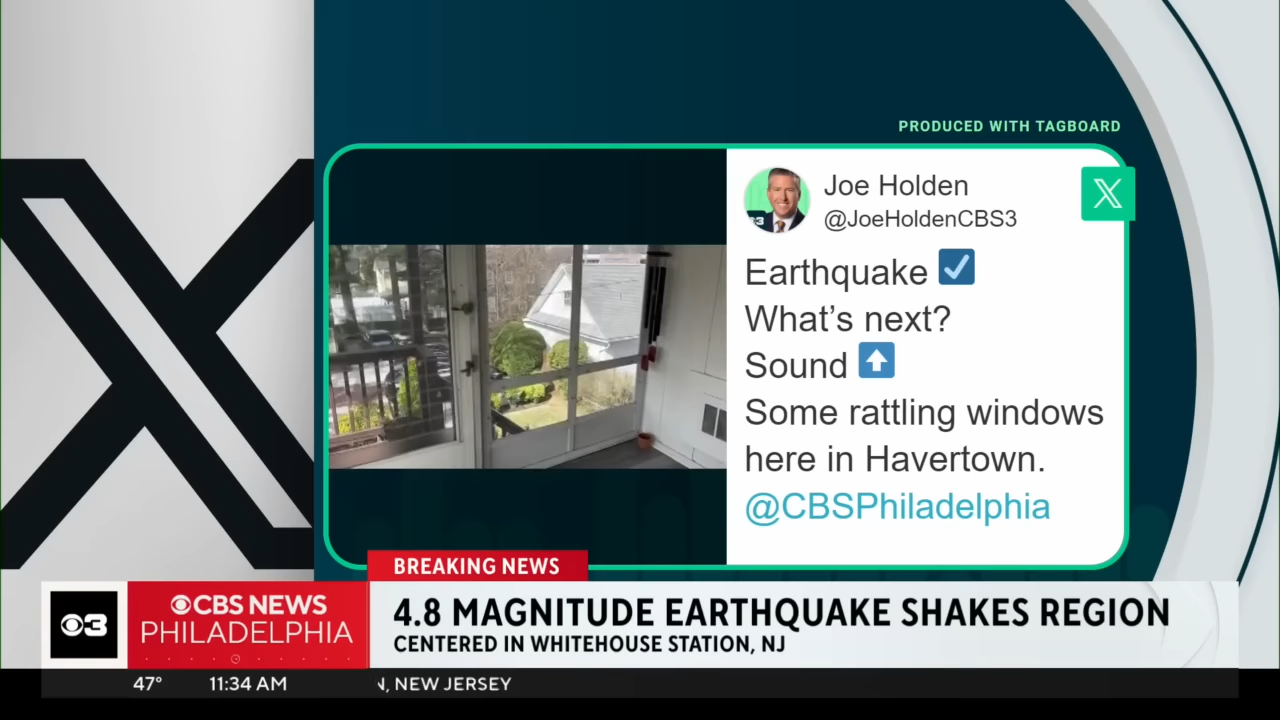 PRODUCED WITH TAGBOARD
Joe Holden
@JoeHoldenCBS3
Earthquake ☑️
What’s next?
Sound ⬆️
Some rattling windows
here in Havertown.
@CBSPhiladelphia
BREAKING NEWS
4.8 MAGNITUDE EARTHQUAKE SHAKES REGION
CENTERED IN WHITEHOUSE STATION, NJ
3
CBS NEWS
PHILADELPHIA
47° 11:34 AM , NEW JERSEY